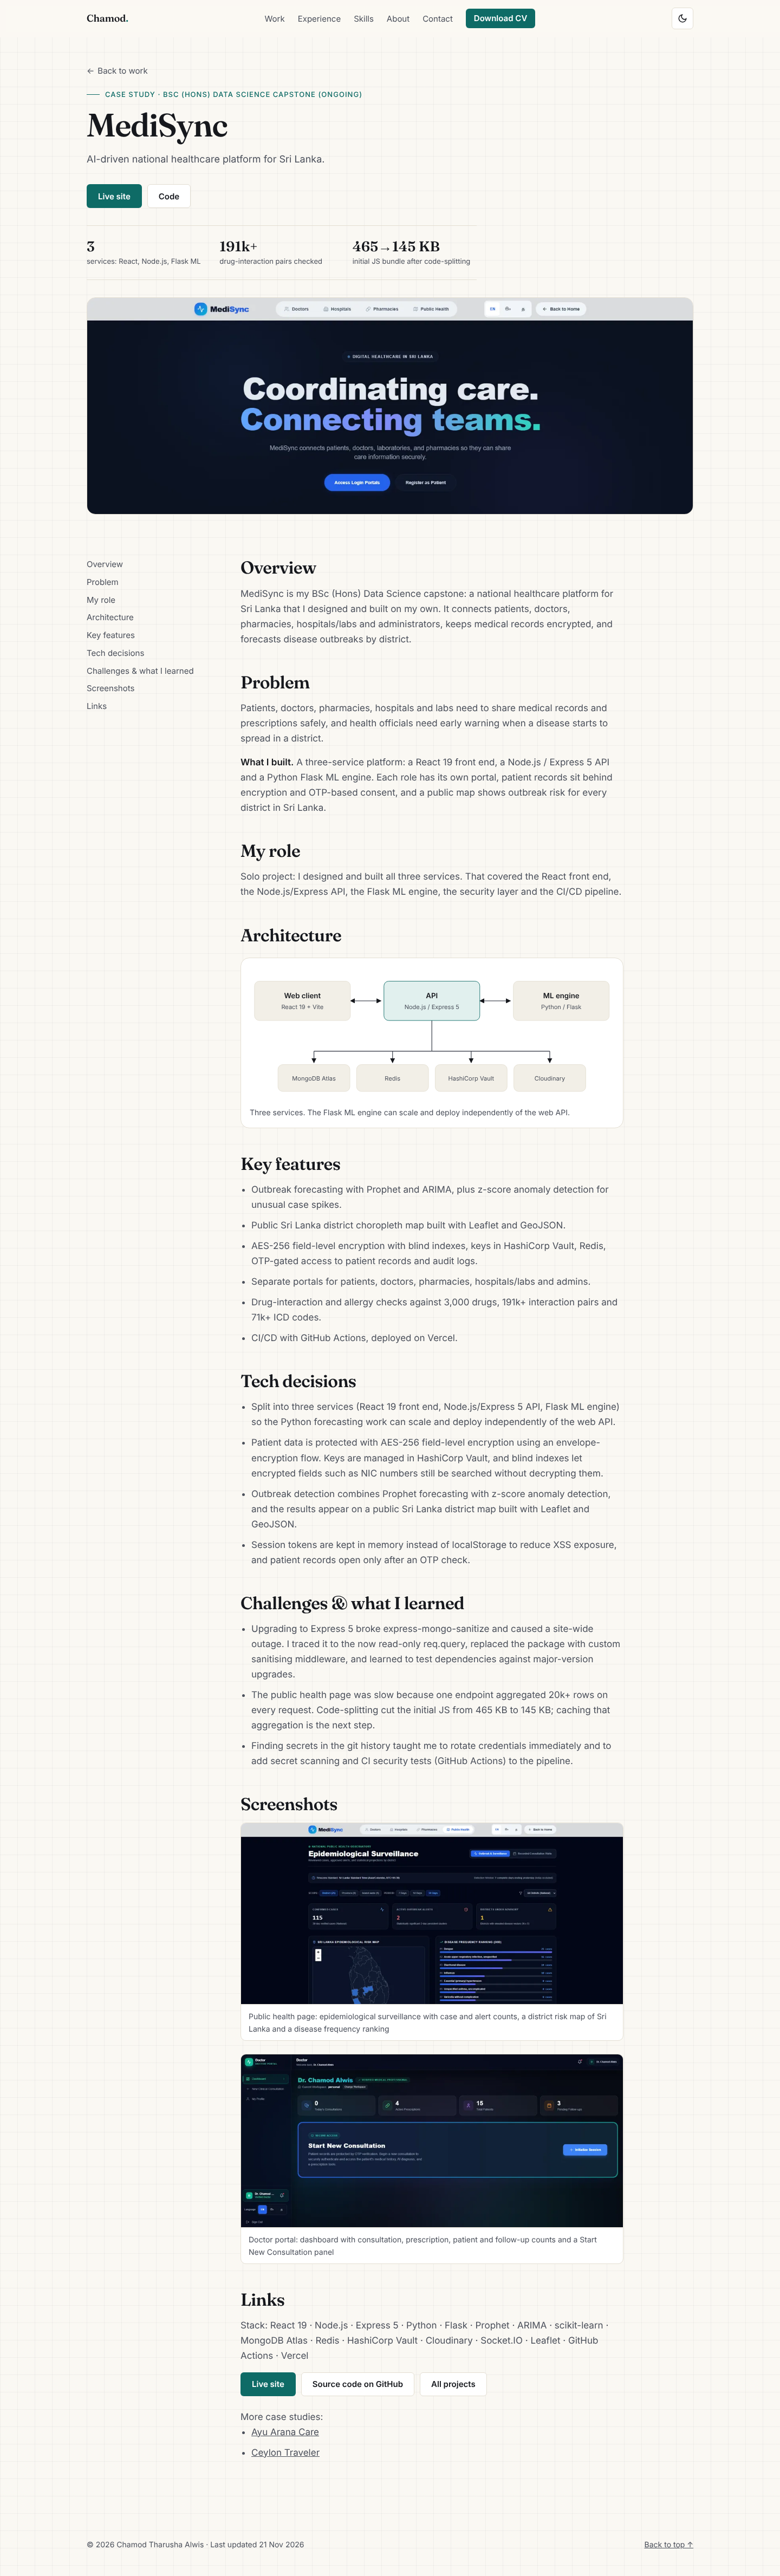 Chamod.
Work Experience Skills About Contact Download CV
← Back to work
CASE STUDY · BSC (HONS) DATA SCIENCE CAPSTONE (ONGOING)
MediSync
AI-driven national healthcare platform for Sri Lanka.
Live site Code
3 191k+ 465→145 KB
services: React, Node.js, Flask ML drug-interaction pairs checked initial JS bundle after code-splitting
MediSync Doctors Hospitals Pharmacies Public Health EN Back to Home
DIGITAL HEALTHCARE IN SRI LANKA
Coordinating care.
Connecting teams.
MediSync connects patients, doctors, laboratories, and pharmacies so they can share
care information securely.
Access Login Portals Register as Patient
Overview
Problem
My role
Architecture
Key features
Tech decisions
Challenges & what I learned
Screenshots
Links
Overview
MediSync is my BSc (Hons) Data Science capstone: a national healthcare platform for
Sri Lanka that I designed and built on my own. It connects patients, doctors,
pharmacies, hospitals/labs and administrators, keeps medical records encrypted, and
forecasts disease outbreaks by district.
Problem
Patients, doctors, pharmacies, hospitals and labs need to share medical records and
prescriptions safely, and health officials need early warning when a disease starts to
spread in a district.
What I built. A three-service platform: a React 19 front end, a Node.js / Express 5 API
and a Python Flask ML engine. Each role has its own portal, patient records sit behind
encryption and OTP-based consent, and a public map shows outbreak risk for every
district in Sri Lanka.
My role
Solo project: I designed and built all three services. That covered the React front end,
the Node.js/Express API, the Flask ML engine, the security layer and the CI/CD pipeline.
Architecture
Web client API ML engine
React 19 + Vite Node.js / Express 5 Python / Flask
MongoDB Atlas Redis HashiCorp Vault Cloudinary
Three services. The Flask ML engine can scale and deploy independently of the web API.
Key features
• Outbreak forecasting with Prophet and ARIMA, plus z-score anomaly detection for
unusual case spikes.
• Public Sri Lanka district choropleth map built with Leaflet and GeoJSON.
• AES-256 field-level encryption with blind indexes, keys in HashiCorp Vault, Redis,
OTP-gated access to patient records and audit logs.
• Separate portals for patients, doctors, pharmacies, hospitals/labs and admins.
• Drug-interaction and allergy checks against 3,000 drugs, 191k+ interaction pairs and
71k+ ICD codes.
• CI/CD with GitHub Actions, deployed on Vercel.
Tech decisions
• Split into three services (React 19 front end, Node.js/Express 5 API, Flask ML engine)
so the Python forecasting work can scale and deploy independently of the web API.
• Patient data is protected with AES-256 field-level encryption using an envelope-
encryption flow. Keys are managed in HashiCorp Vault, and blind indexes let
encrypted fields such as NIC numbers still be searched without decrypting them.
• Outbreak detection combines Prophet forecasting with z-score anomaly detection,
and the results appear on a public Sri Lanka district map built with Leaflet and
GeoJSON.
• Session tokens are kept in memory instead of localStorage to reduce XSS exposure,
and patient records open only after an OTP check.
Challenges & what I learned
• Upgrading to Express 5 broke express-mongo-sanitize and caused a site-wide
outage. I traced it to the now read-only req.query, replaced the package with custom
sanitising middleware, and learned to test dependencies against major-version
upgrades.
• The public health page was slow because one endpoint aggregated 20k+ rows on
every request. Code-splitting cut the initial JS from 465 KB to 145 KB; caching that
aggregation is the next step.
• Finding secrets in the git history taught me to rotate credentials immediately and to
add secret scanning and CI security tests (GitHub Actions) to the pipeline.
Screenshots
MediSync Doctors Hospitals Pharmacies Public Health Back to Home
Epidemiological Surveillance
115 2 1
SRI LANKA EPIDEMIOLOGICAL RISK MAP
Public health page: epidemiological surveillance with case and alert counts, a district risk map of Sri
Lanka and a disease frequency ranking
Doctor
Dashboard
My Profile
Dr. Chamod Alwis
0 4 15 3
Start New Consultation
Doctor portal: dashboard with consultation, prescription, patient and follow-up counts and a Start
New Consultation panel
Links
Stack: React 19 · Node.js · Express 5 · Python · Flask · Prophet · ARIMA · scikit-learn ·
MongoDB Atlas · Redis · HashiCorp Vault · Cloudinary · Socket.IO · Leaflet · GitHub
Actions · Vercel
Live site Source code on GitHub All projects
More case studies:
• Ayu Arana Care
• Ceylon Traveler
© 2026 Chamod Tharusha Alwis · Last updated 21 Nov 2026
Back to top ↑